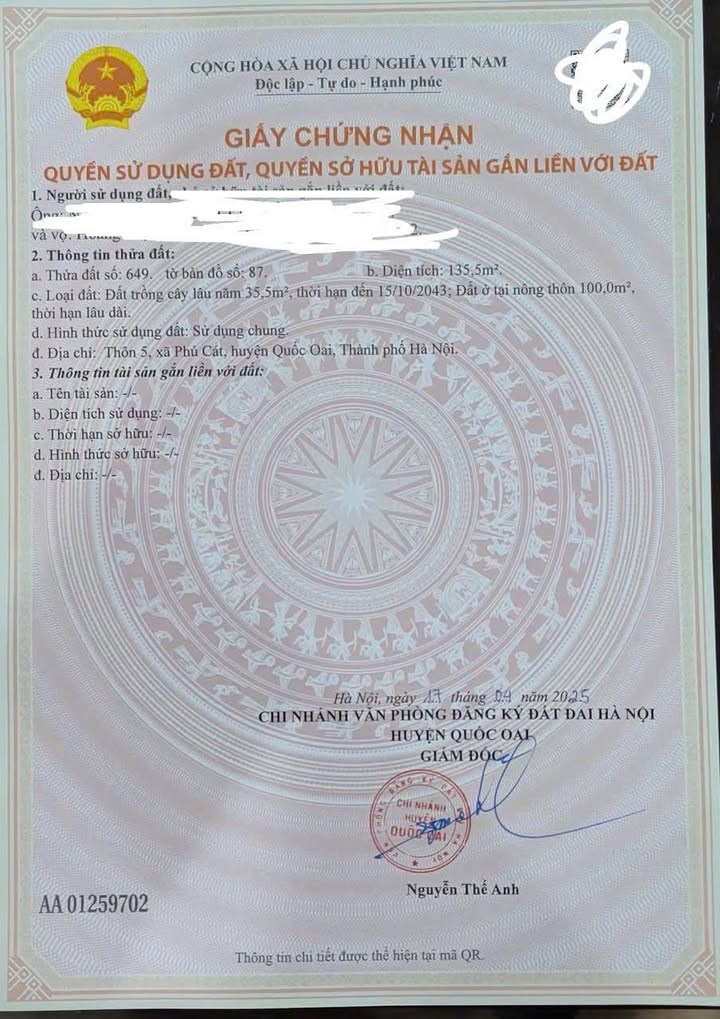 CỘNG HÒA XÃ HỘI CHỦ NGHĨA VIỆT NAM
Độc lập - Tự do - Hạnh phúc
GIẤY CHỨNG NHẬN
QUYỀN SỬ DỤNG ĐẤT, QUYỀN SỞ HỮU TÀI SẢN GẮN LIỀN VỚI ĐẤT
1. Người sử dụng đất, gắn liền với đất:
Ông:
và vợ:
2. Thông tin thửa đất:
a. Thửa đất số: 649. tờ bản đồ số: 87. b. Diện tích: 135,5m².
c. Loại đất: Đất trồng cây lâu năm 35,5m², thời hạn đến 15/10/2043; Đất ở tại nông thôn 100,0m²,
thời hạn lâu dài.
d. Hình thức sử dụng đất: Sử dụng chung.
đ. Địa chỉ: Thôn 5, xã Phú Cát, huyện Quốc Oai, Thành phố Hà Nội.
3. Thông tin tài sản gắn liền với đất:
a. Tên tài sản: -/-
b. Diện tích sử dụng: -/-
c. Thời hạn sở hữu: -/-
d. Hình thức sở hữu: -/-
đ. Địa chỉ: -/-
Hà Nội, ngày 17 tháng 04 năm 2025
CHI NHÁNH VĂN PHÒNG ĐĂNG KÝ ĐẤT ĐAI HÀ NỘI
HUYỆN QUỐC OAI
GIÁM ĐỐC
CHI NHÁNH
HUYỆN
QUỐC OAI
Nguyễn Thế Anh
AA 01259702
Thông tin chi tiết được thể hiện tại mã QR.